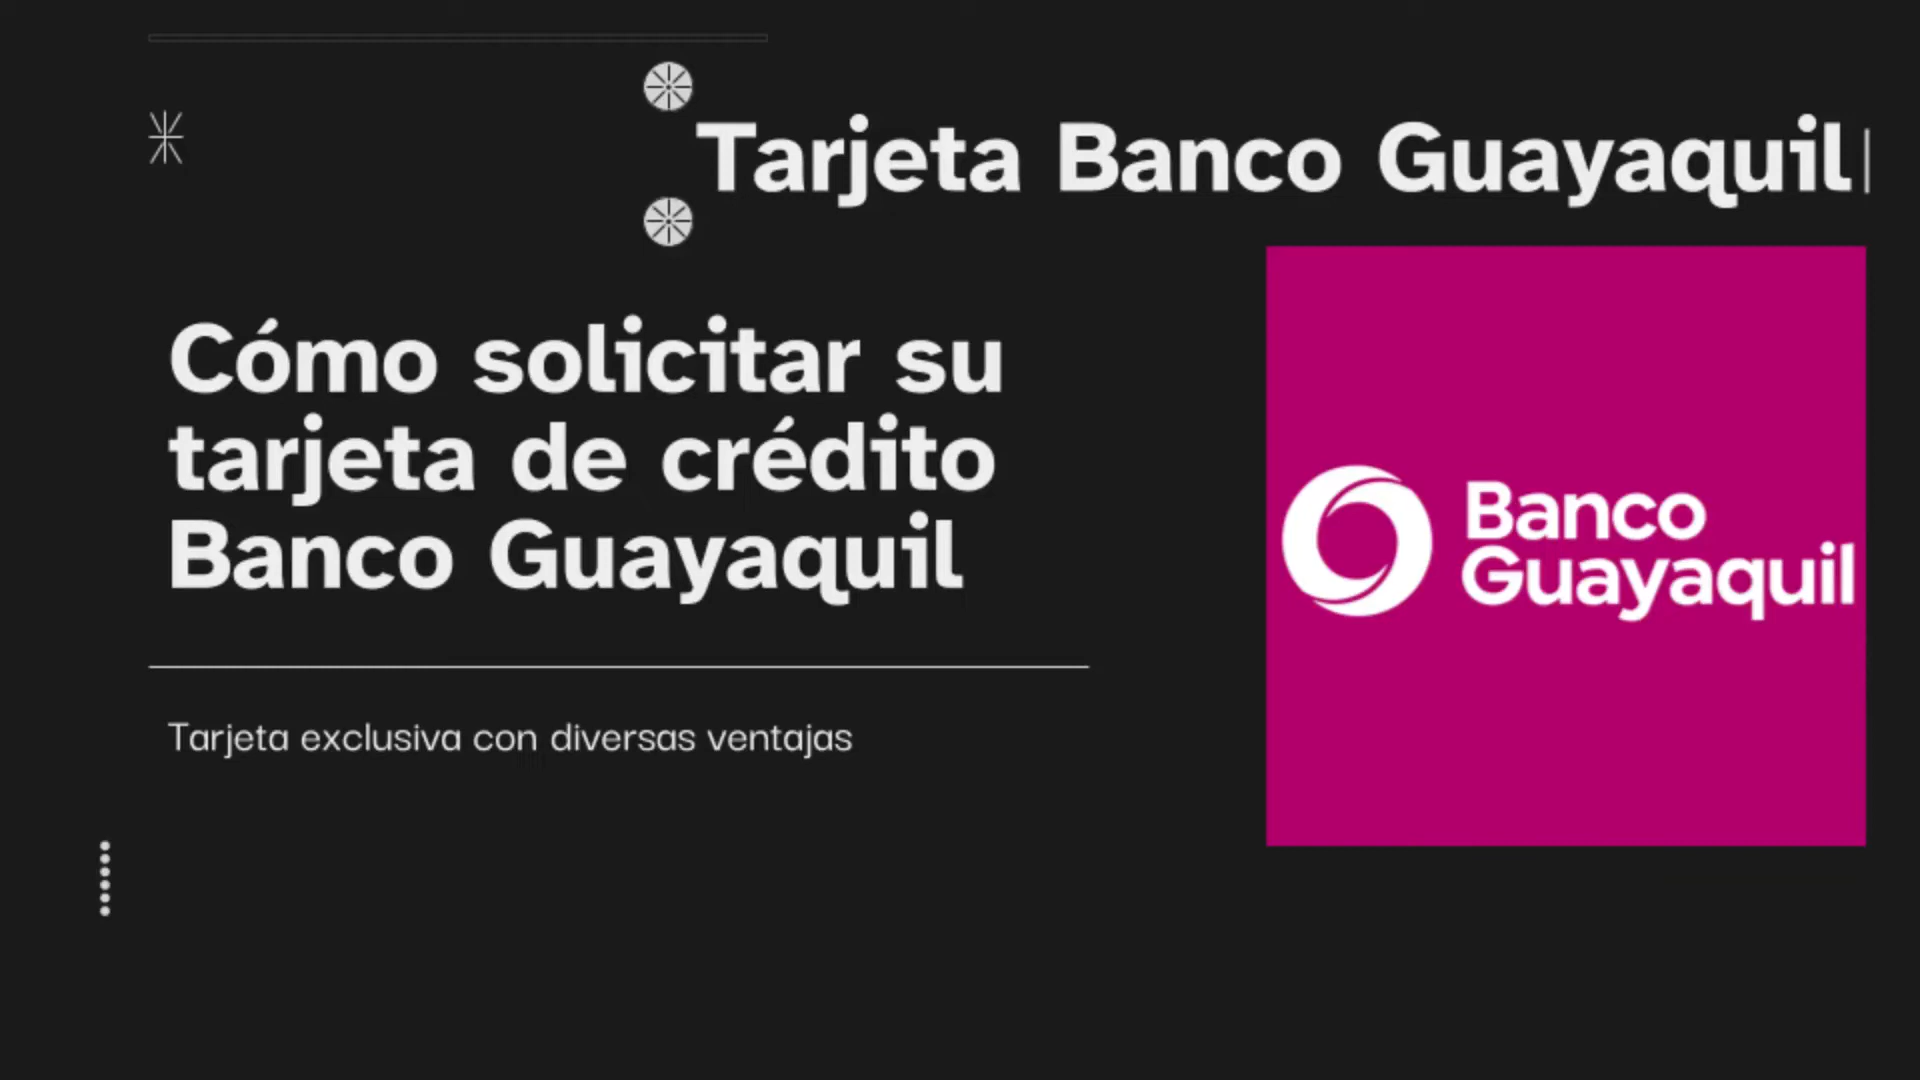 Tarjeta Banco Guayaquil
Cómo solicitar su
tarjeta de crédito
Banco Guayaquil
Banco
Guayaquil
Tarjeta exclusiva con diversas ventajas